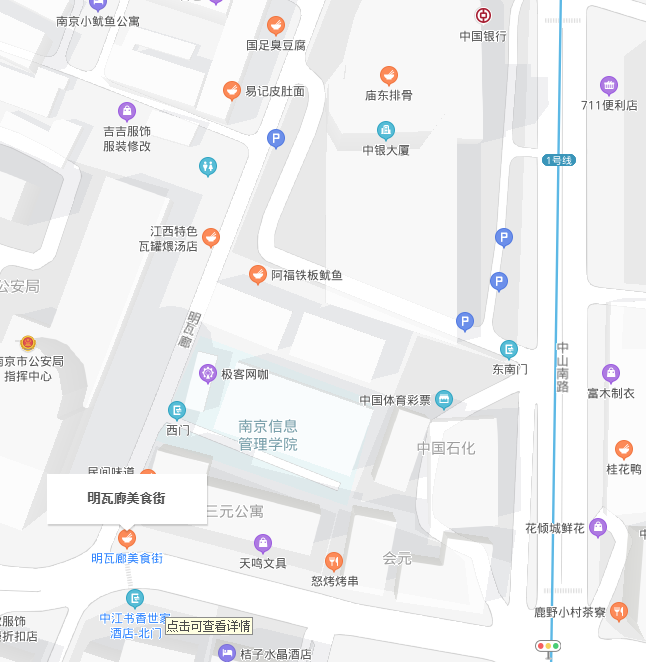 南京小鱿鱼公寓
国足臭豆腐
中国银行
易记皮肚面
庙东排骨
711便利店
吉吉服饰
服装修改
P
中银大厦
1号线
江西特色
瓦罐煨汤店
P
阿福铁板鱿鱼
公安局
P
明瓦廊
P
南京市公安局
指挥中心
中山南路
东南门
极客网咖
富木制衣
中国体育彩票
西门
南京信息
管理学院
中国石化
桂花鸭
居间味道
明瓦廊美食街
三元公寓
花倾城鲜花
中
明瓦廊美食街
天鸣文具
会元
怒烤烤串
中江书香世家
酒店-北门
点击可查看详情
服饰
折扣店
鹿野小村茶寮
桔子水晶酒店